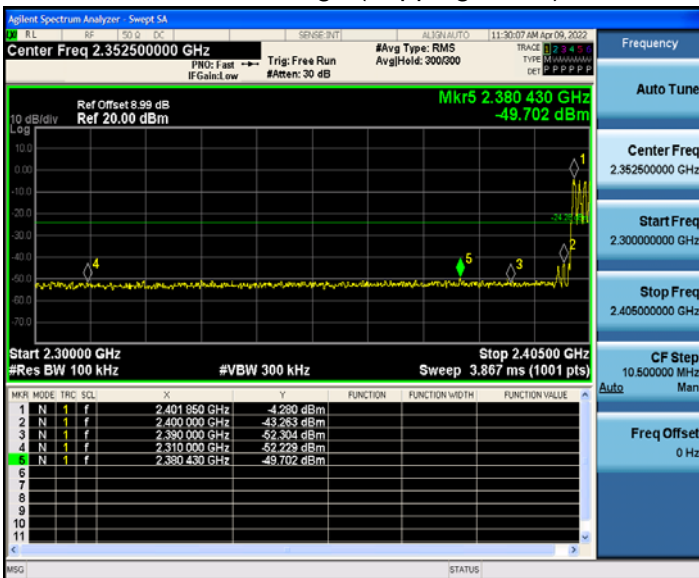 Agilent Spectrum Analyzer - Swept SA
RL RF 50 Ω DC SENSE:INT ALIGNAUTO 11:30:07 AM Apr 09, 2022
Center Freq 2.352500000 GHz
PNO: Fast
IFGain:Low
Trig: Free Run
#Atten: 30 dB
#Avg Type: RMS
Avg|Hold: 300/300
TRACE 1 2 3 4 5 6
TYPE MWWWWW
DET P P P P P P
Ref Offset 8.99 dB
Ref 20.00 dBm
10 dB/div
Log
Mkr5 2.380 430 GHz
-49.702 dBm
10.0
0.00
-10.0
-20.0
-30.0
-40.0
-50.0
-60.0
-70.0
1
2
3
4
5
Start 2.30000 GHz
Stop 2.40500 GHz
#Res BW 100 kHz
#VBW 300 kHz
Sweep 3.867 ms (1001 pts)
MKR MODE TRC SCL X Y FUNCTION FUNCTION WIDTH FUNCTION VALUE
1 N 1 f 2.401 850 GHz -4.280 dBm
2 N 1 f 2.400 000 GHz -43.263 dBm
3 N 1 f 2.390 000 GHz -52.304 dBm
4 N 1 f 2.310 000 GHz -52.229 dBm
5 N 1 f 2.380 430 GHz -49.702 dBm
6
7
8
9
10
11
MSG
STATUS
Frequency
Auto Tune
Center Freq
2.352500000 GHz
Start Freq
2.300000000 GHz
Stop Freq
2.405000000 GHz
CF Step
10.500000 MHz
Auto Man
Freq Offset
0 Hz